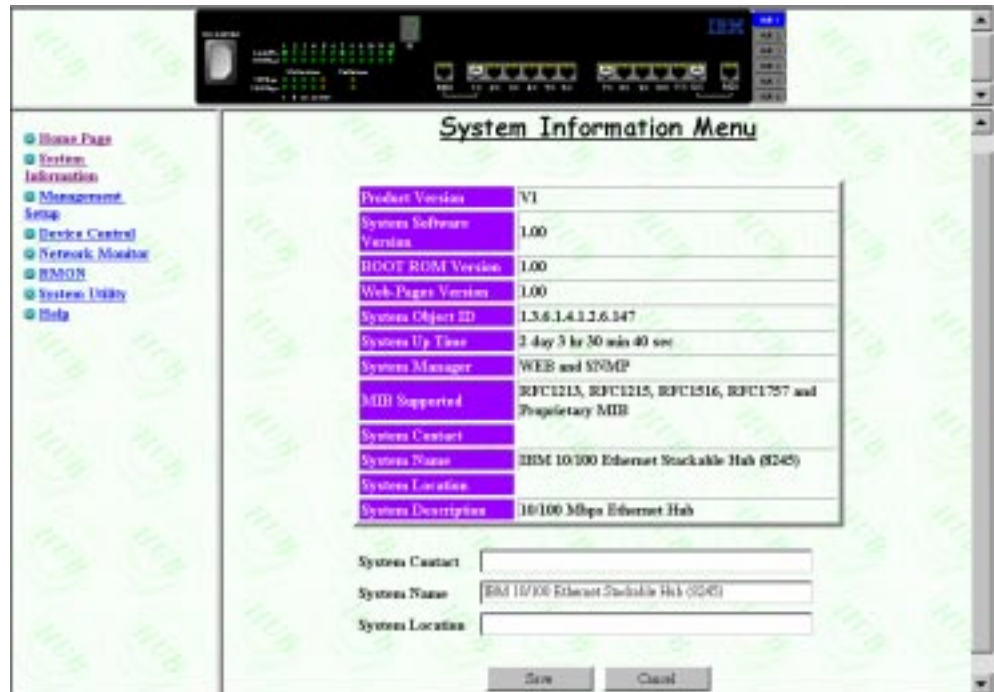 IBM
Home Page
System
Information
Management
Setup
Device Control
Network Monitor
RMON
System Utility
Help
System Information Menu
Product Version V1
System Software
Version 1.00
BOOT ROM Version 1.00
Web-Pages Version 1.00
System Object ID 1.3.6.1.4.1.2.6.147
System Up Time 2 day 3 hr 30 min 40 sec
System Manager WEB and SNMP
MIB Supported RFC1213, RFC1215, RFC1516, RFC1757 and
Proprietary MIB
System Contact
System Name IBM 10/100 Ethernet Stackable Hub (8245)
System Location
System Description 10/100 Mbps Ethernet Hub
System Contact
System Name IBM 10/100 Ethernet Stackable Hub (8245)
System Location
Save Cancel